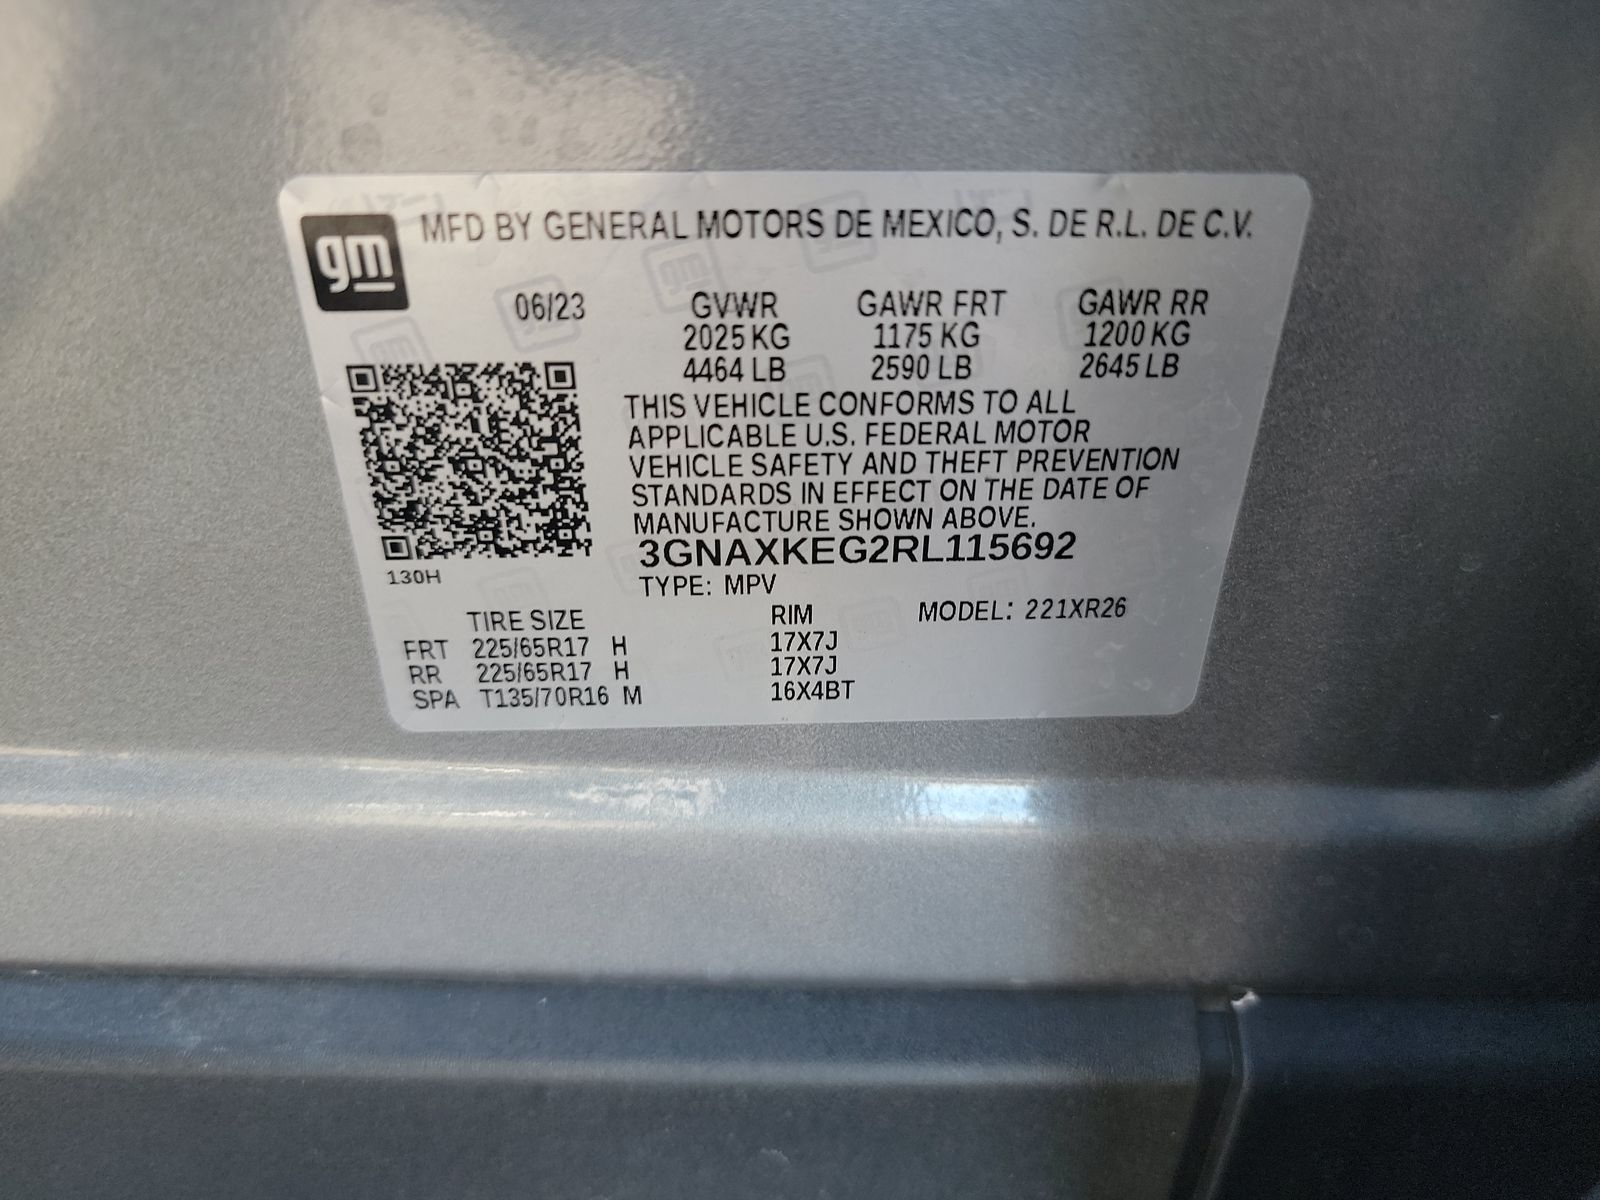 gm
MFD BY GENERAL MOTORS DE MEXICO, S. DE R.L. DE C.V.
06/23 GVWR GAWR FRT GAWR RR
2025 KG 1175 KG 1200 KG
4464 LB 2590 LB 2645 LB
THIS VEHICLE CONFORMS TO ALL
APPLICABLE U.S. FEDERAL MOTOR
VEHICLE SAFETY AND THEFT PREVENTION
STANDARDS IN EFFECT ON THE DATE OF
MANUFACTURE SHOWN ABOVE.
3GNAXKEG2RL115692
130H
TYPE: MPV
TIRE SIZE RIM MODEL: 221XR26
FRT 225/65R17 H 17X7J
RR 225/65R17 H 17X7J
SPA T135/70R16 M 16X4BT